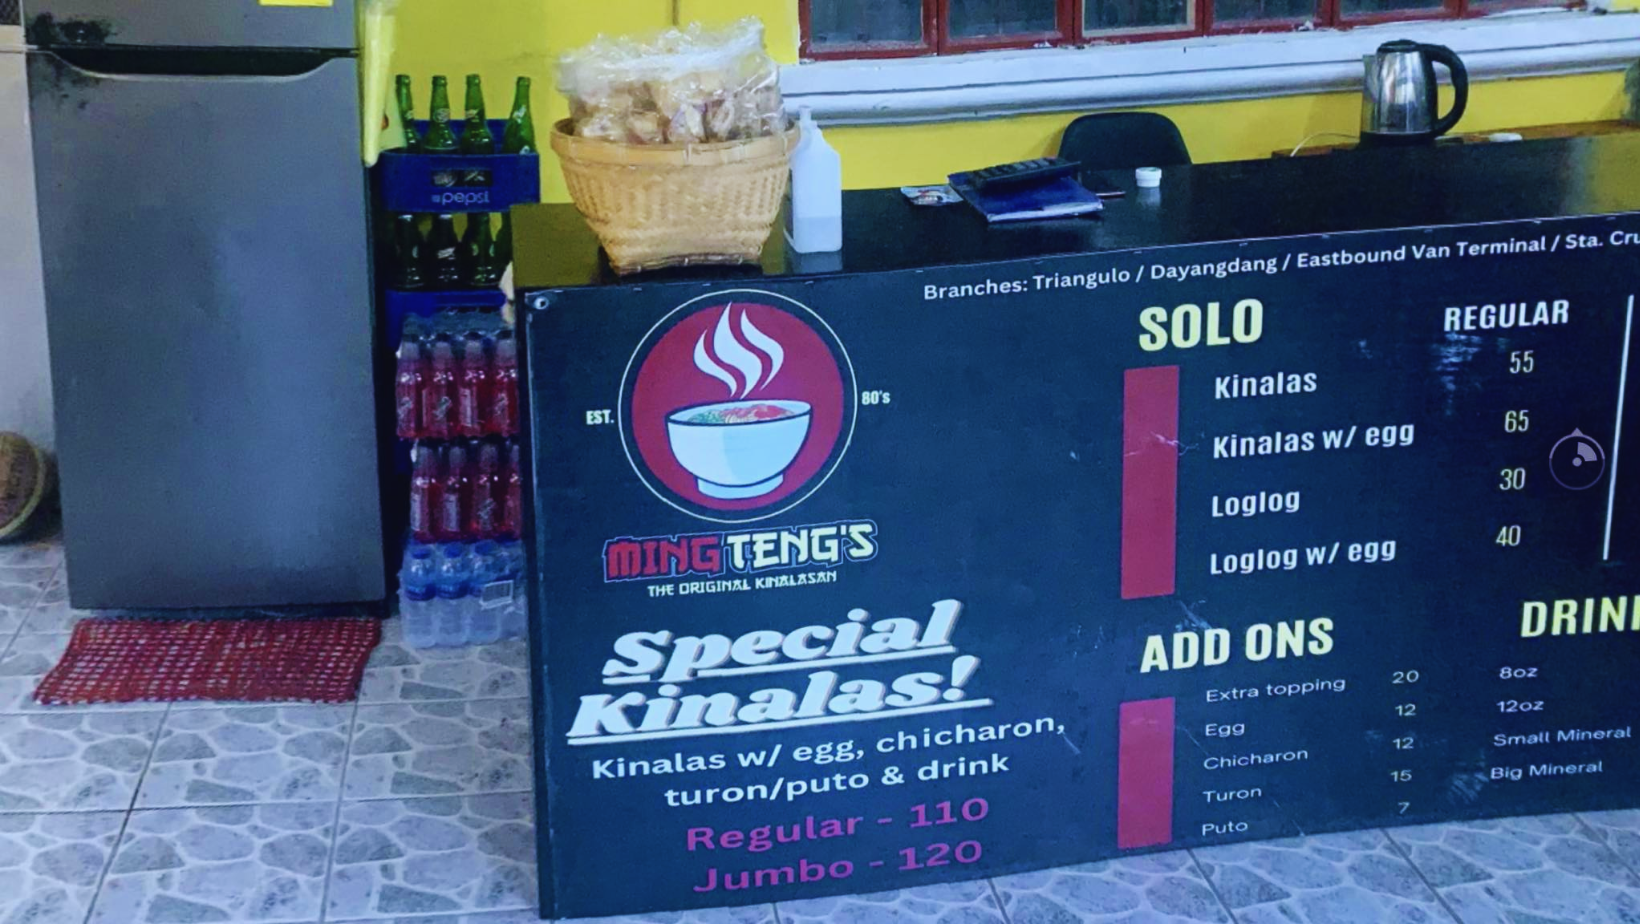 pepsi
Branches: Triangulo / Dayangdang / Eastbound Van Terminal / Sta. Cru
EST.
80's
MING TENG'S
THE ORIGINAL KINALASAN
Special
Kinalas!
Kinalas w/ egg, chicharon,
turon/puto & drink
Regular - 110
Jumbo - 120
SOLO REGULAR
Kinalas 55
Kinalas w/ egg 65
Loglog 30
Loglog w/ egg 40
ADD ONS
Extra topping 20
Egg 12
Chicharon 12
Turon 15
Puto 7
DRIN
8oz
12oz
Small Mineral
Big Mineral